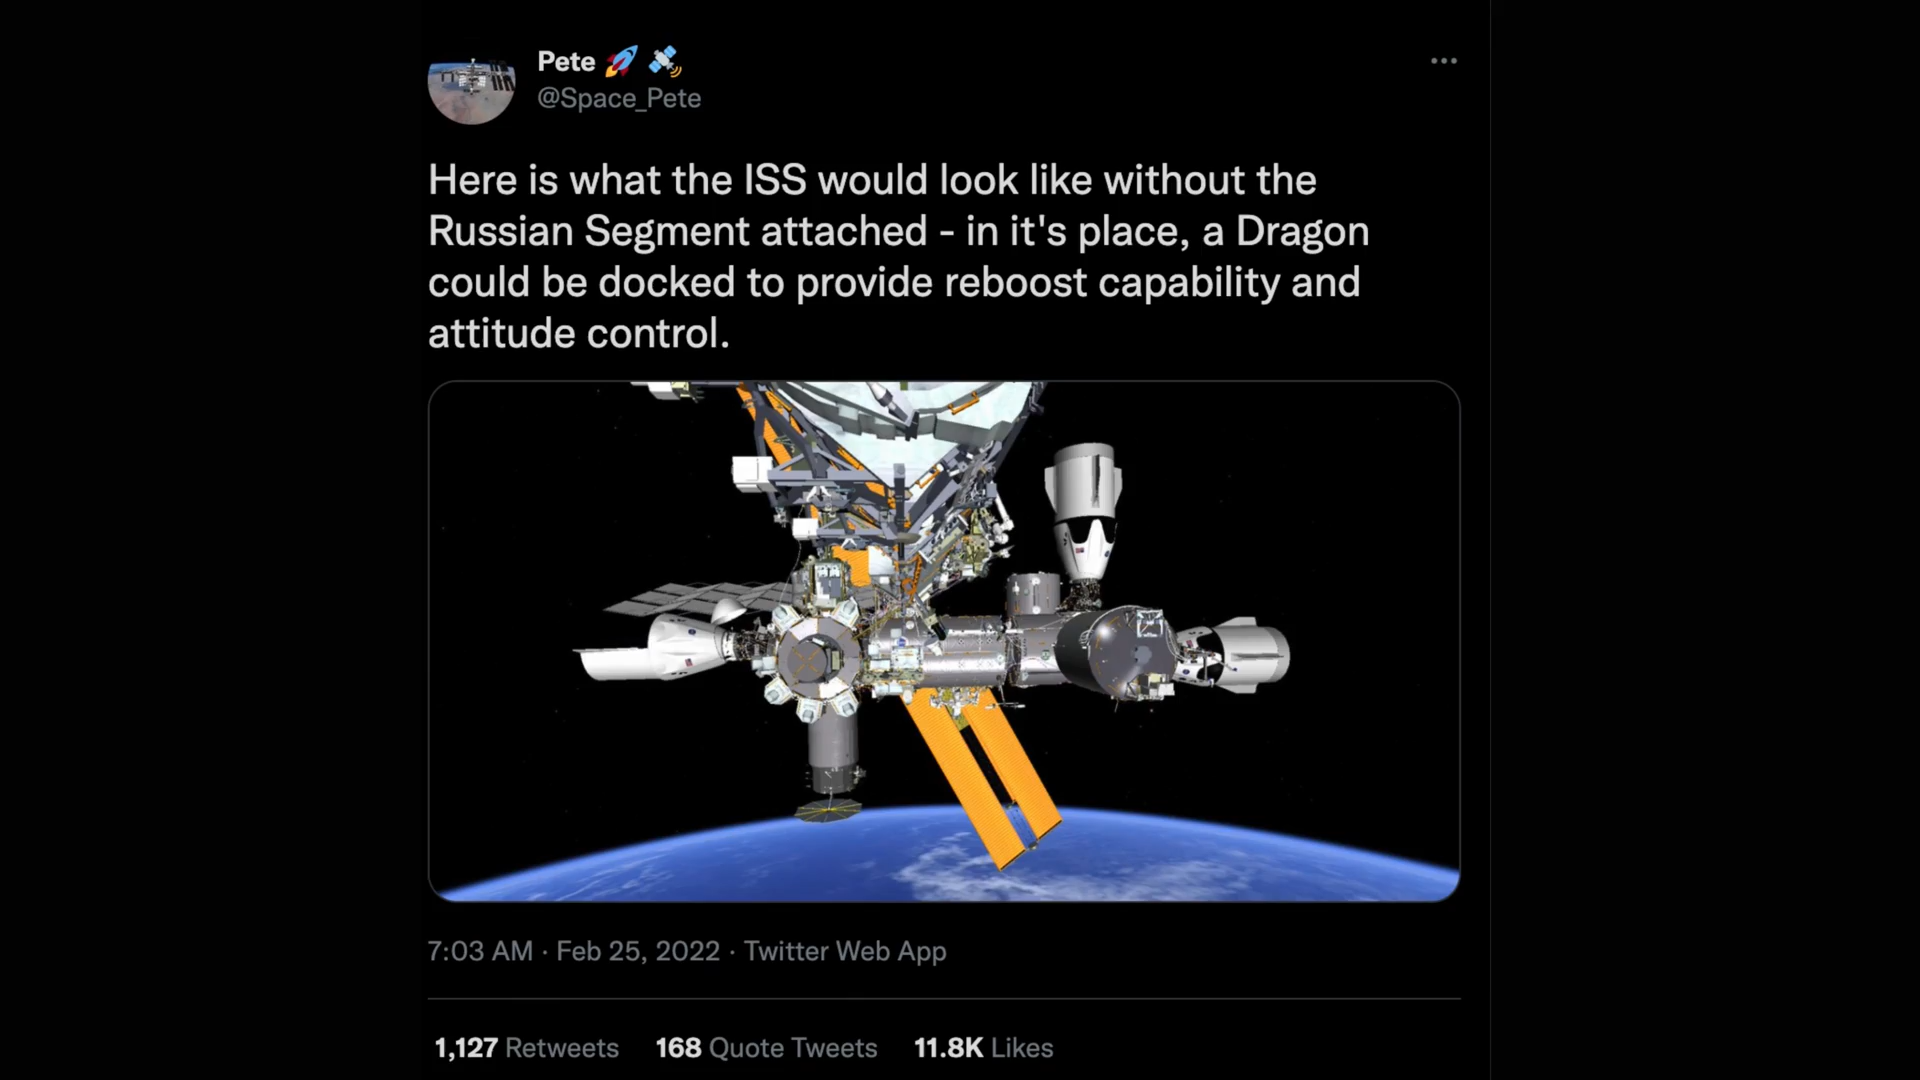 Pete 🚀 🛰️
@Space_Pete
Here is what the ISS would look like without the
Russian Segment attached - in it's place, a Dragon
could be docked to provide reboost capability and
attitude control.
7:03 AM · Feb 25, 2022 · Twitter Web App
1,127 Retweets 168 Quote Tweets 11.8K Likes